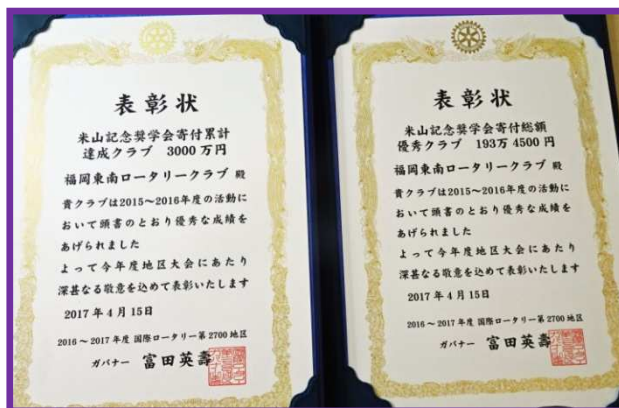 表彰状
米山記念奨学会寄付累計
達成クラブ 3000万円
福岡東南ロータリークラブ 殿
貴クラブは2015～2016年度の活動に
おいて頭書のとおり優秀な成績を
あげられました
よって今年度地区大会にあたり
深甚なる敬意を込めて表彰いたします
2017年4月15日
2016～2017年度 国際ロータリー第2700地区
ガバナー 富田英壽
表彰状
米山記念奨学会寄付総額
優秀クラブ 193万4500円
福岡東南ロータリークラブ 殿
貴クラブは2015～2016年度の活動に
おいて頭書のとおり優秀な成績を
あげられました
よって今年度地区大会にあたり
深甚なる敬意を込めて表彰いたします
2017年4月15日
2016～2017年度 国際ロータリー第2700地区
ガバナー 富田英壽